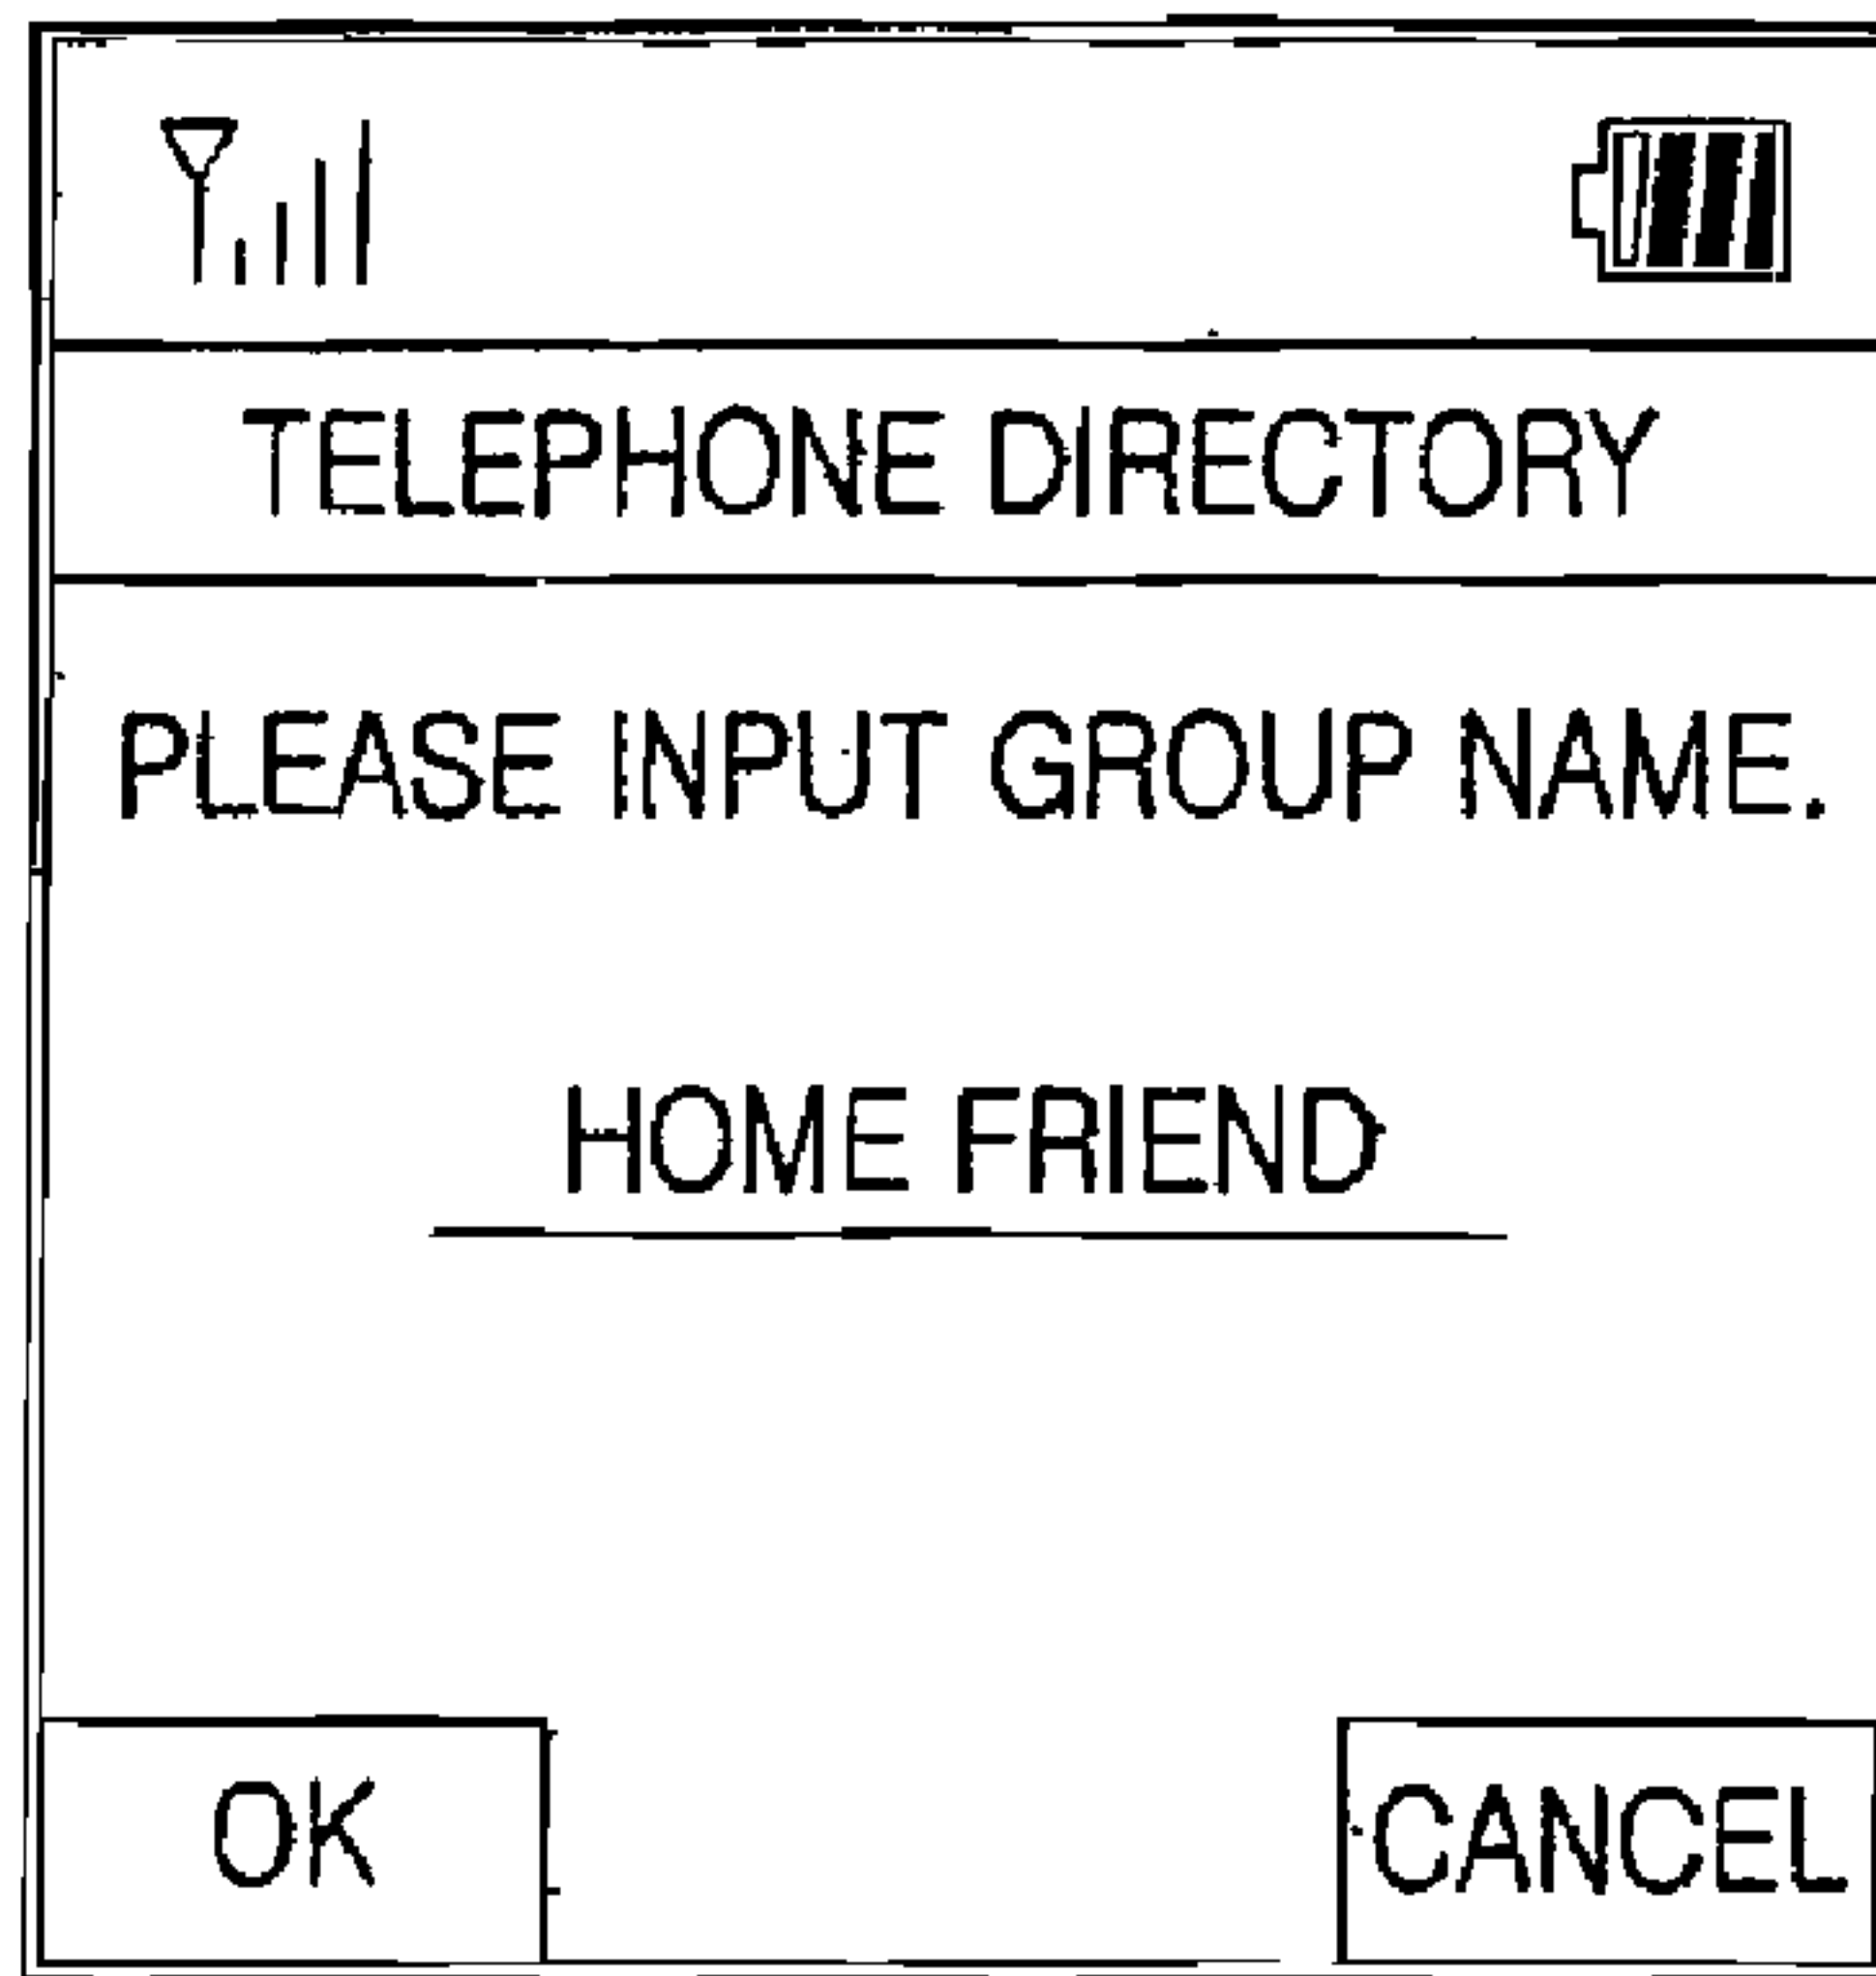 TELEPHONE DIRECTORY
PLEASE INPUT GROUP NAME.
HOME FRIEND
OK
CANCEL